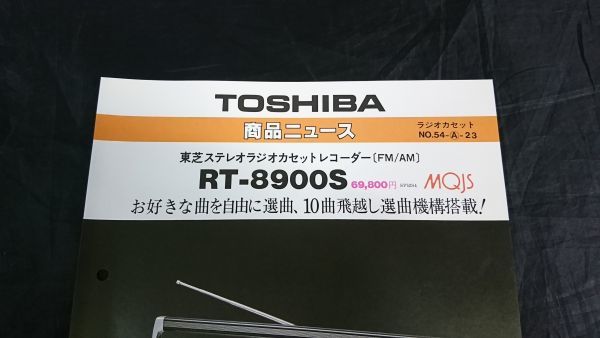 TOSHIBA
商品ニュース
ラジオカセット
NO.54-(A)-23
東芝ステレオラジオカセットレコーダー〔FM/AM〕
RT-8900S 69,800円 MQJS
お好きな曲を自由に選曲、10曲飛越し選曲機構搭載!